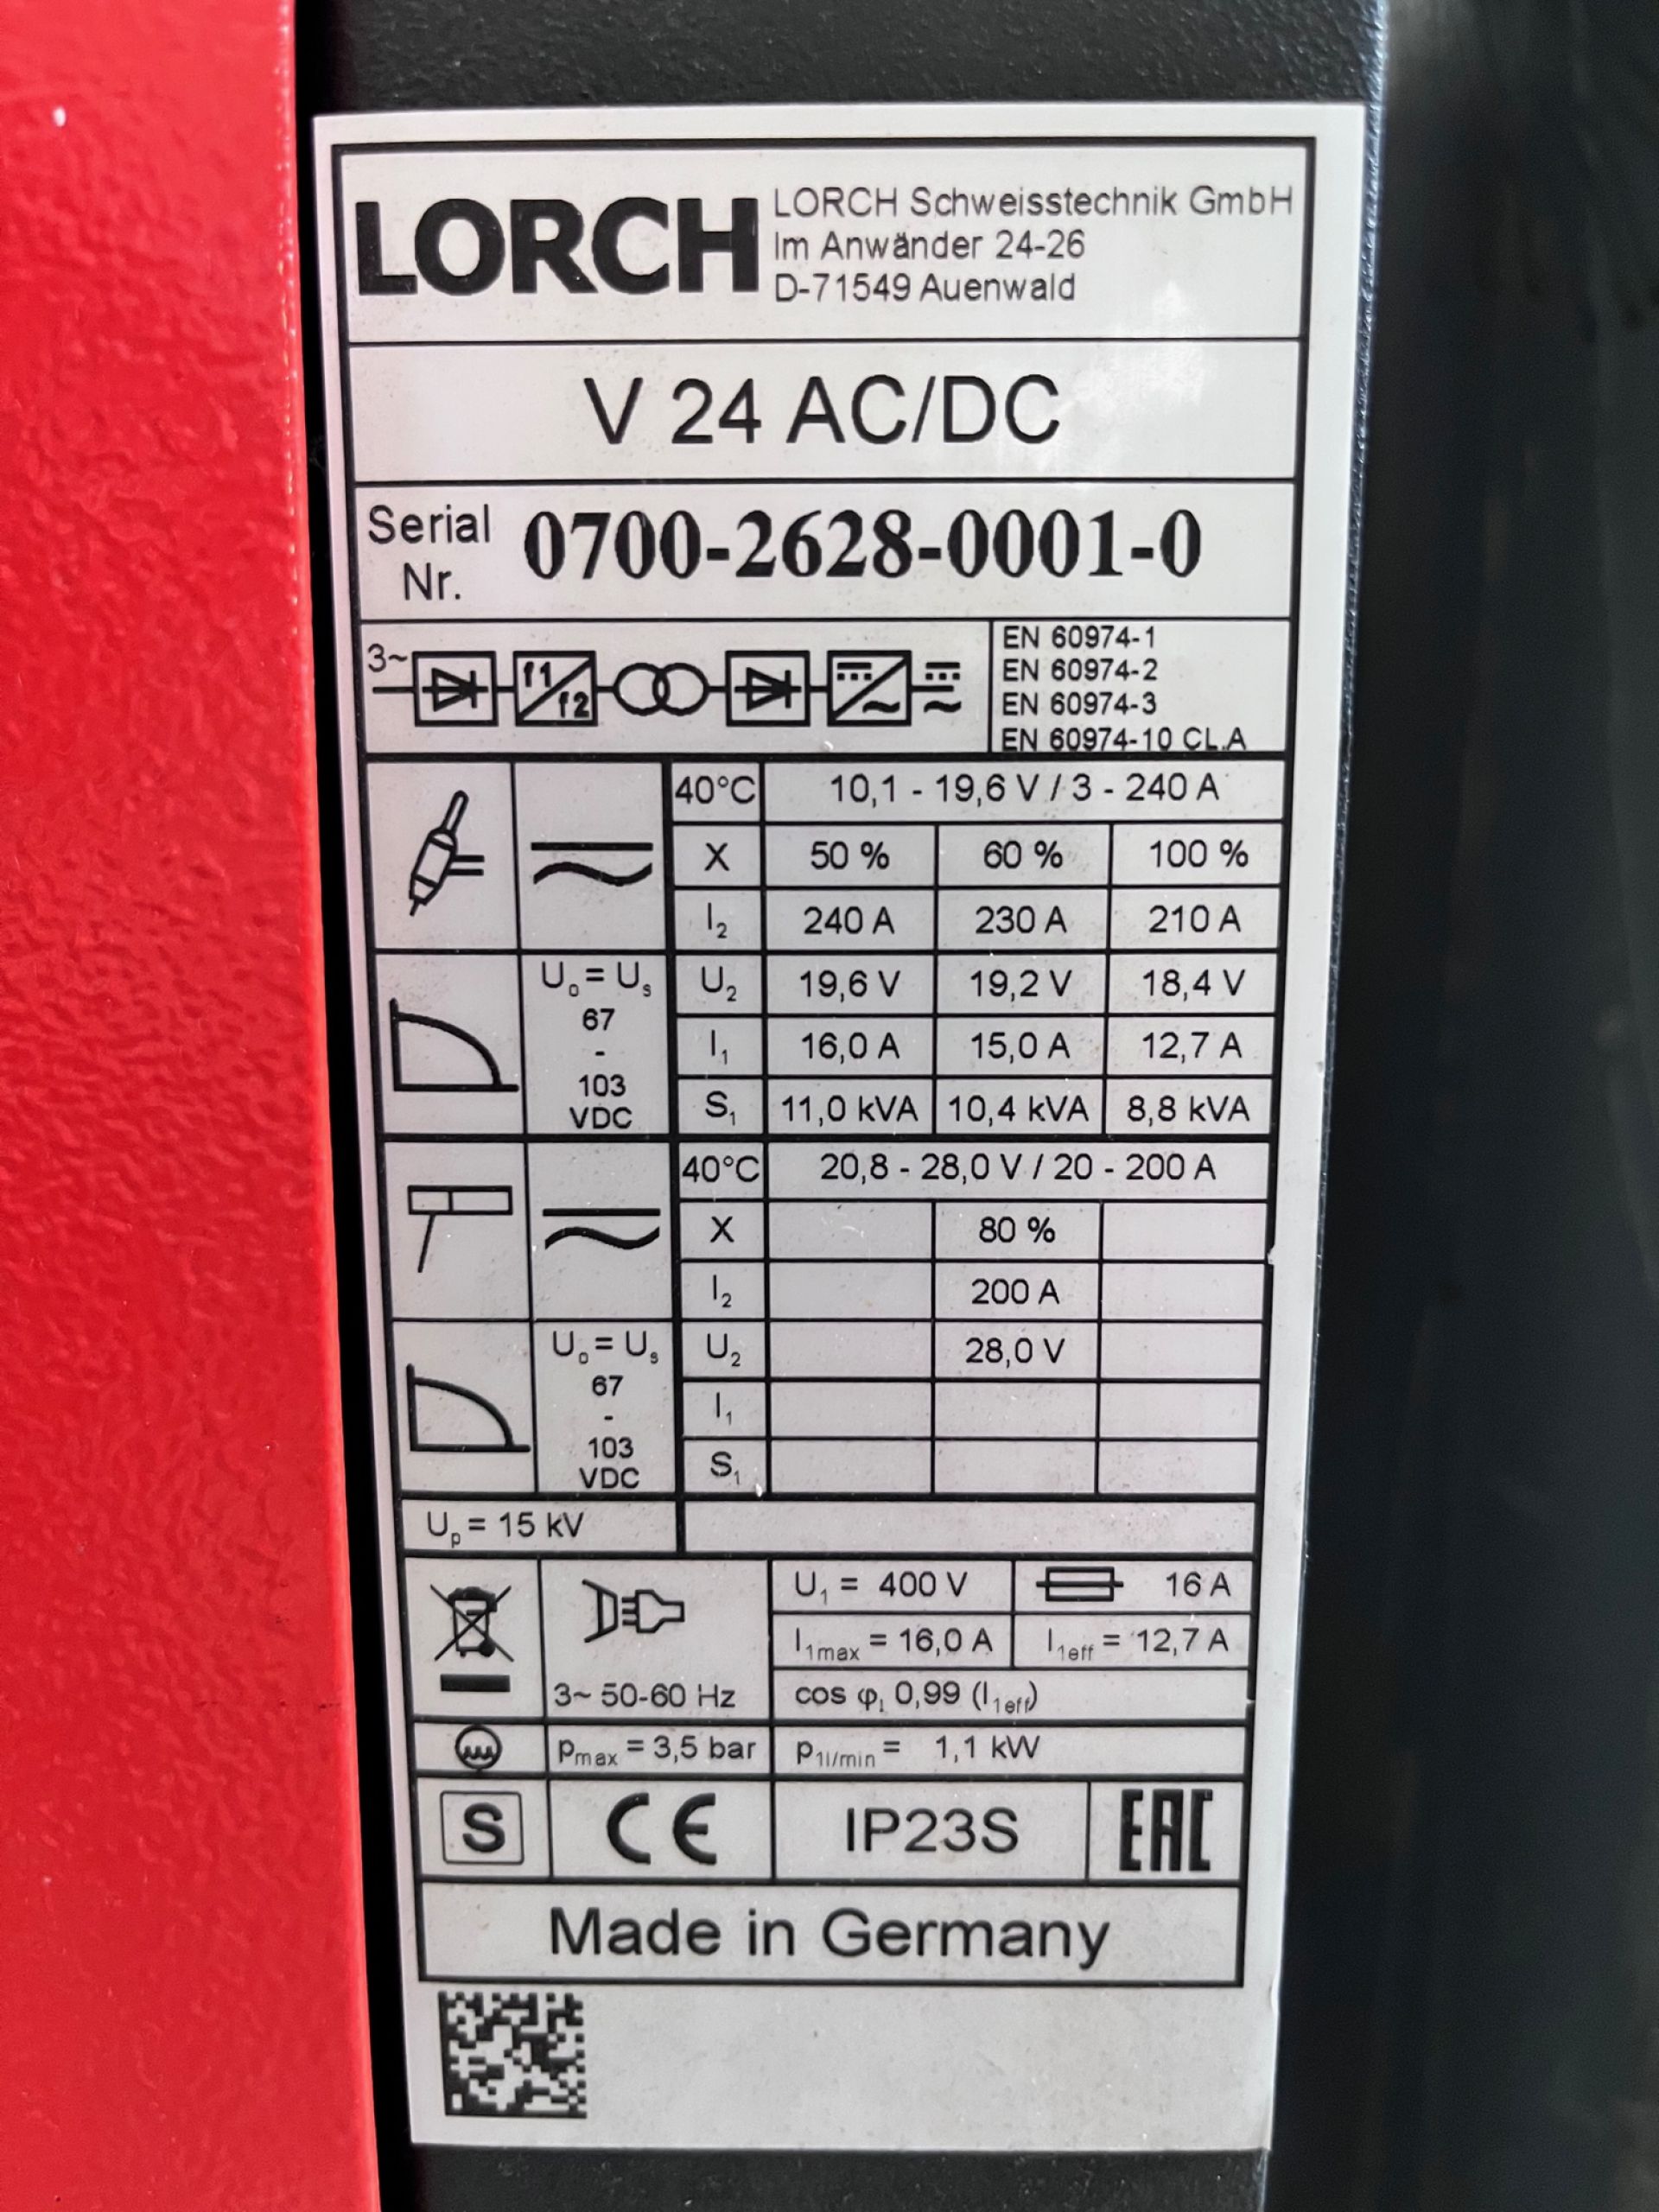 LORCH
LORCH Schweisstechnik GmbH
Im Anwänder 24-26
D-71549 Auenwald
V 24 AC/DC
Serial Nr. 0700-2628-0001-0
3~ f1 f2
EN 60974-1
EN 60974-2
EN 60974-3
EN 60974-10 CL.A
40°C 10,1 - 19,6 V / 3 - 240 A
X 50 % 60 % 100 %
I2 240 A 230 A 210 A
Uo = Us 67 - 103 VDC
U2 19,6 V 19,2 V 18,4 V
I1 16,0 A 15,0 A 12,7 A
S1 11,0 kVA 10,4 kVA 8,8 kVA
40°C 20,8 - 28,0 V / 20 - 200 A
X 80 %
I2 200 A
Uo = Us 67 - 103 VDC
U2 28,0 V
I1
S1
Up = 15 kV
U1 = 400 V 16 A
I1max = 16,0 A I1eff = 12,7 A
3~ 50-60 Hz cos φ1 0,99 (I1eff)
pmax = 3,5 bar p1l/min = 1,1 kW
S CE IP23S EAC
Made in Germany